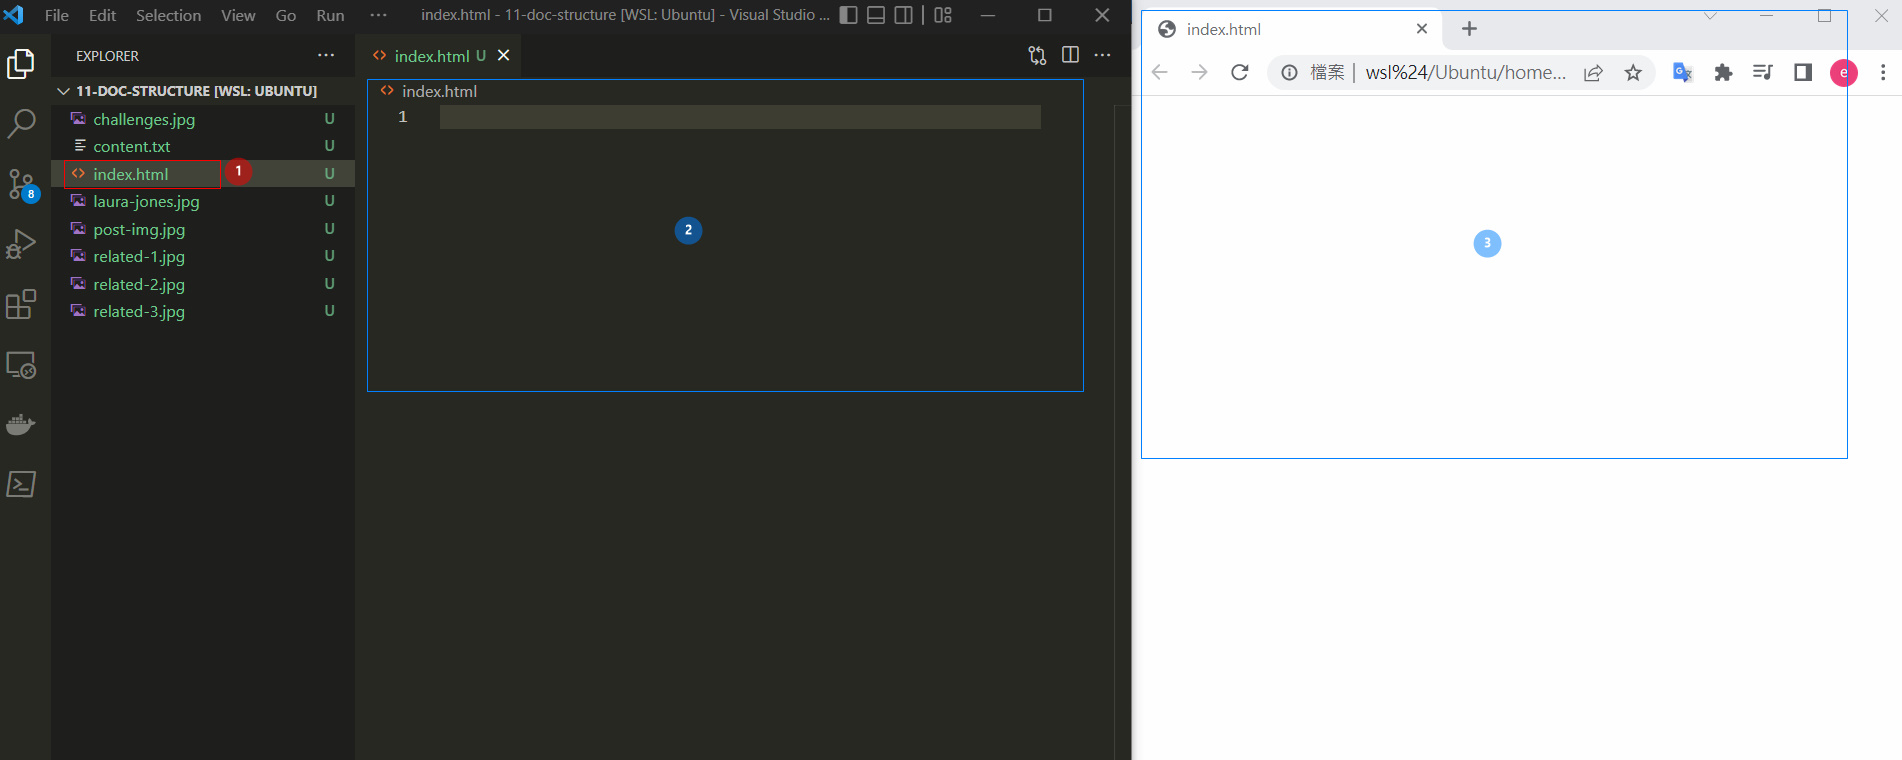 File Edit Selection View Go Run ···
index.html - 11-doc-structure [WSL: Ubuntu] - Visual Studio ...
EXPLORER
11-DOC-STRUCTURE [WSL: UBUNTU]
challenges.jpg U
content.txt U
index.html 1 U
laura-jones.jpg U
post-img.jpg U
related-1.jpg U
related-2.jpg U
related-3.jpg U
8
index.html U
index.html
1
2
index.html
檔案 | wsl%24/Ubuntu/home...
G
e
3